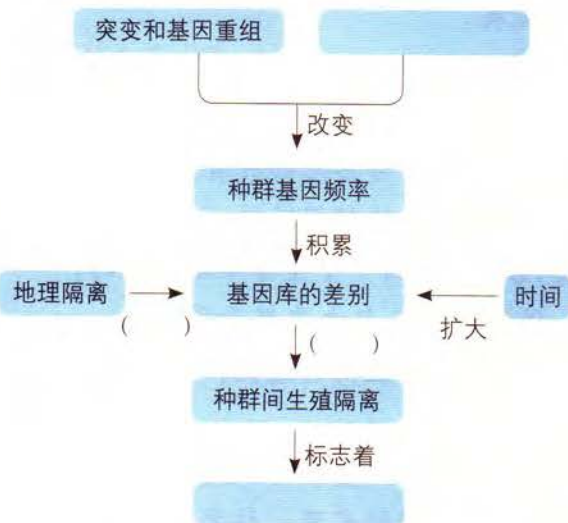 突变和基因重组
改变
种群基因频率
积累
地理隔离
基因库的差别
时间
(　　)
扩大
(　　)
种群间生殖隔离
标志着